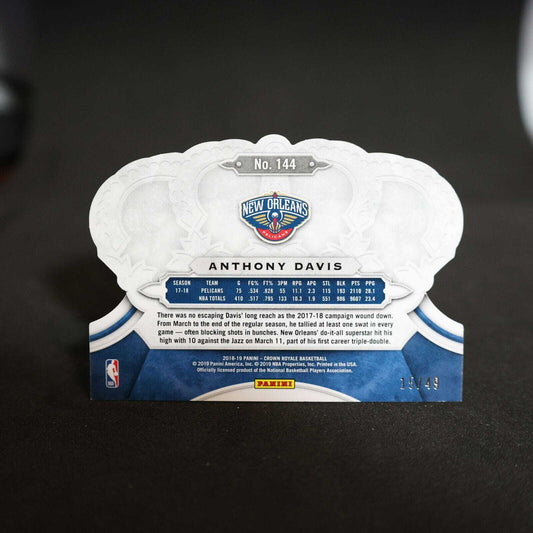 No. 144
NEW ORLEANS
PELICANS
ANTHONY DAVIS
SEASON TEAM G FG% FT% 3PM RPG APG STL BLK PTS PPG
17-18 PELICANS 75 .534 .828 55 11.1 2.3 115 193 2110 28.1
NBA TOTALS 410 .517 .795 133 10.3 1.9 551 986 9607 23.4
There was no escaping Davis' long reach as the 2017-18 campaign wound down.
From March to the end of the regular season, he tallied at least one swat in every
game — often blocking shots in bunches. New Orleans' do-it-all superstar hit his
high with 10 against the Jazz on March 11, part of his first career triple-double.
2018-19 PANINI – CROWN ROYALE BASKETBALL
© 2019 Panini America, Inc. © 2019 NBA Properties, Inc. Printed in the USA.
Officially licensed product of the National Basketball Players Association.
PANINI
/49